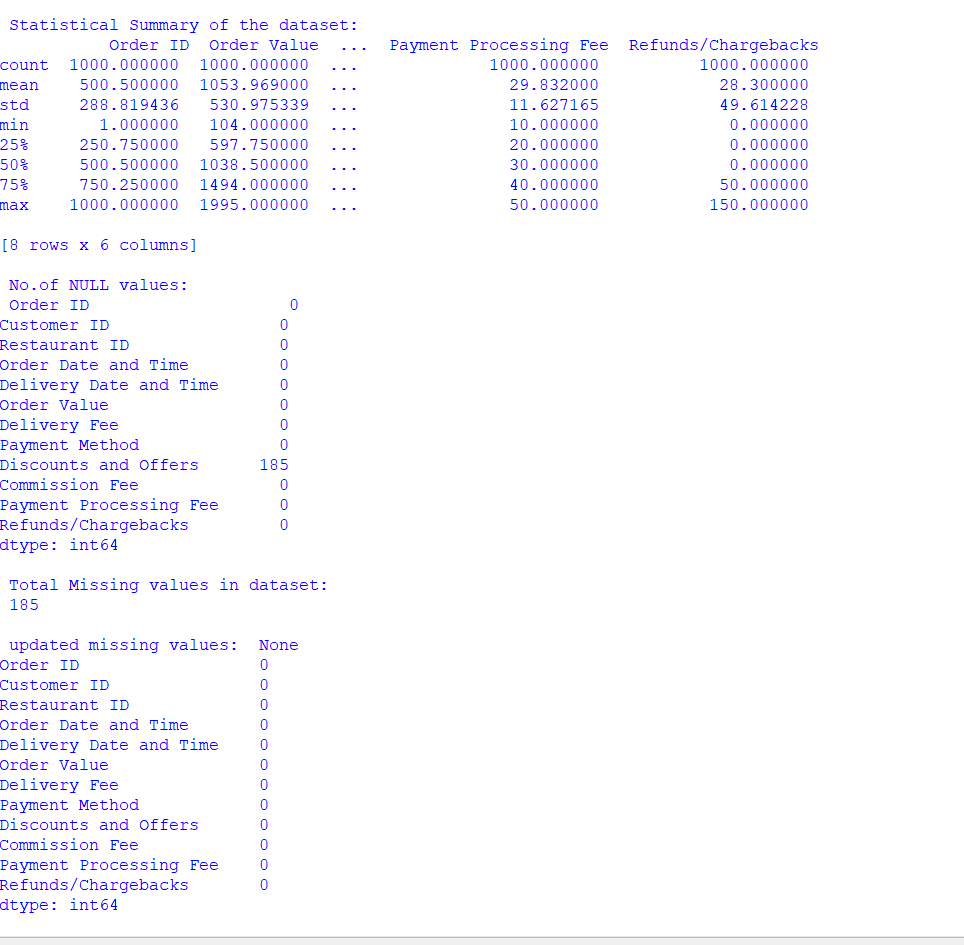 Statistical Summary of the dataset:
Order ID  Order Value  ...  Payment Processing Fee  Refunds/Chargebacks
count  1000.000000  1000.000000  ...             1000.000000          1000.000000
mean    500.500000  1053.969000  ...               29.832000            28.300000
std     288.819436   530.975339  ...               11.627165            49.614228
min       1.000000   104.000000  ...               10.000000             0.000000
25%     250.750000   597.750000  ...               20.000000             0.000000
50%     500.500000  1038.500000  ...               30.000000             0.000000
75%     750.250000  1494.000000  ...               40.000000            50.000000
max    1000.000000  1995.000000  ...               50.000000           150.000000
[8 rows x 6 columns]
No.of NULL values:
Order ID                    0
Customer ID                 0
Restaurant ID               0
Order Date and Time         0
Delivery Date and Time      0
Order Value                 0
Delivery Fee                0
Payment Method              0
Discounts and Offers      185
Commission Fee              0
Payment Processing Fee      0
Refunds/Chargebacks         0
dtype: int64
Total Missing values in dataset:
185
updated missing values:  None
Order ID                  0
Customer ID               0
Restaurant ID             0
Order Date and Time       0
Delivery Date and Time    0
Order Value               0
Delivery Fee              0
Payment Method            0
Discounts and Offers      0
Commission Fee            0
Payment Processing Fee    0
Refunds/Chargebacks       0
dtype: int64